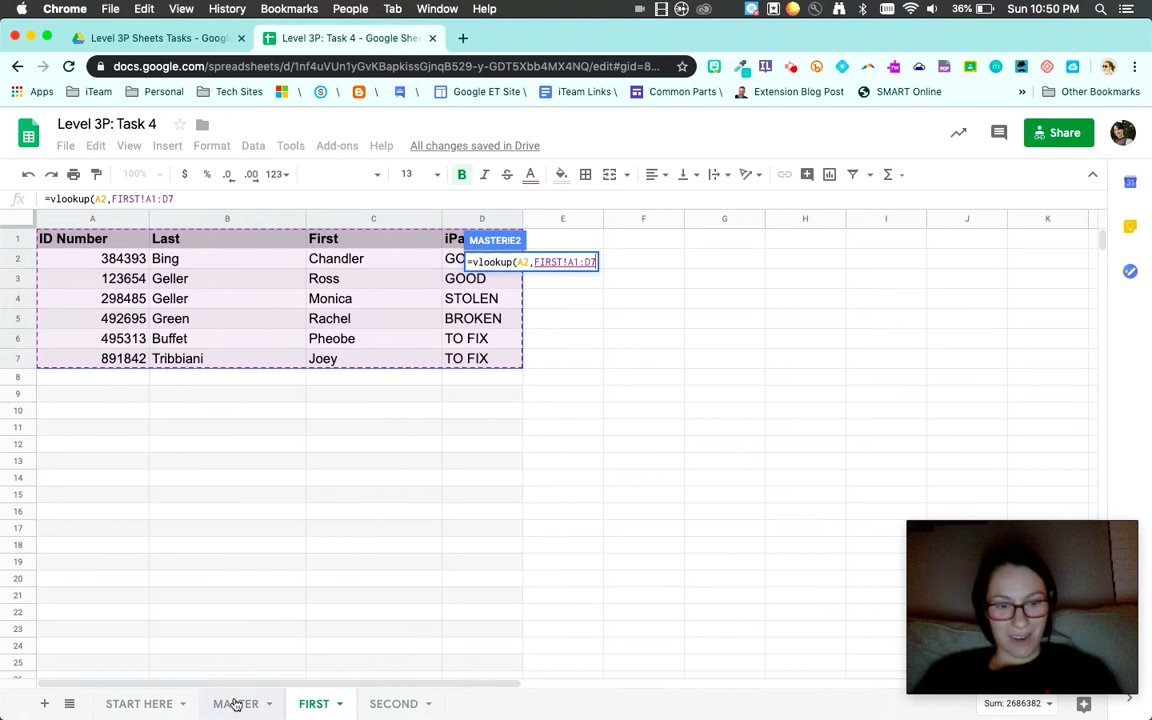 Chrome File Edit View History Bookmarks People Tab Window Help 36% Sun 10:50 PM
Level 3P Sheets Tasks - Googl Level 3P: Task 4 - Google She
docs.google.com/spreadsheets/d/1nf4uVUn1yGvKBapkissGjnqB529-y-GDT5Xbb4MX4NQ/edit#gid=8...
Apps iTeam Personal Tech Sites \ \ \ Google ET Site \ iTeam Links \ Common Parts \ Extension Blog Post SMART Online » Other Bookmarks
Level 3P: Task 4
Share
File Edit View Insert Format Data Tools Add-ons Help All changes saved in Drive
100% $ % .0 .00 123 13 B I S A Σ
fx =vlookup(A2,FIRST!A1:D7
A B C D E F G H I J K
1 ID Number Last First iPa MASTER!E2
2 384393 Bing Chandler GO =vlookup(A2,FIRST!A1:D7
3 123654 Geller Ross GOOD
4 298485 Geller Monica STOLEN
5 492695 Green Rachel BROKEN
6 495313 Buffet Pheobe TO FIX
7 891842 Tribbiani Joey TO FIX
8
9
10
11
12
13
14
15
16
17
18
19
20
21
22
23
24
25
START HERE MASTER FIRST SECOND Sum: 2686382